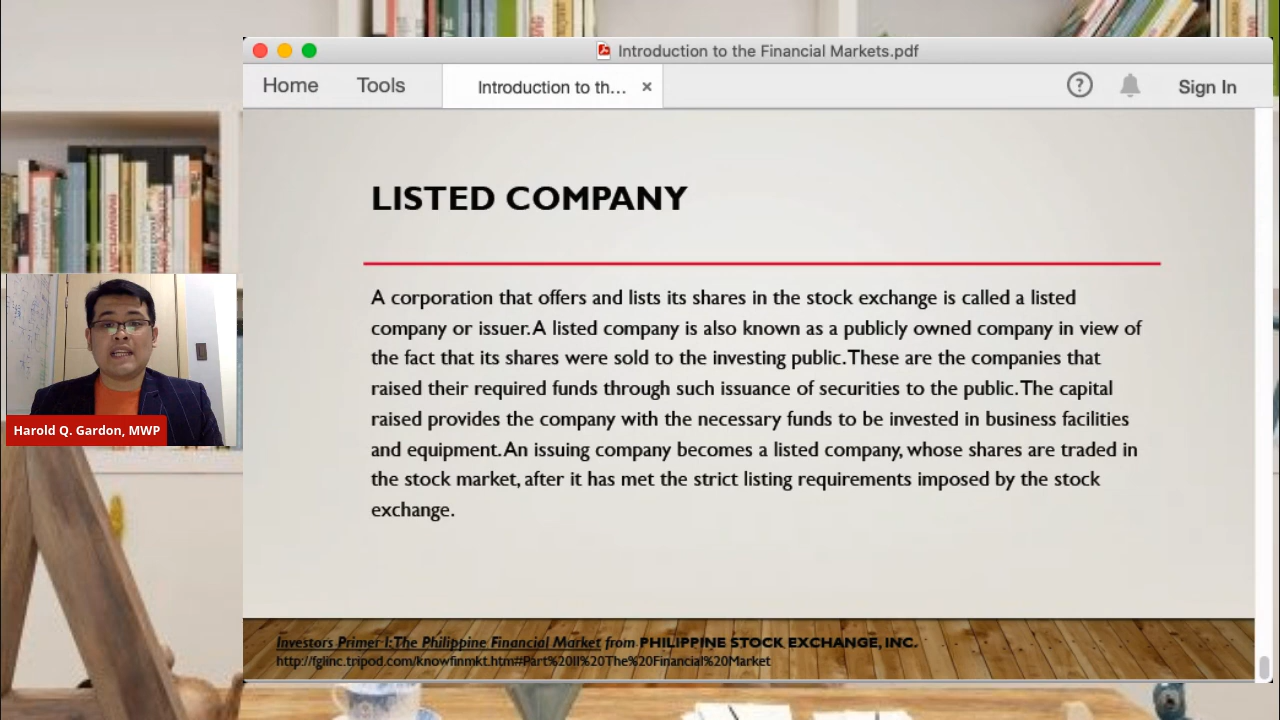 Introduction to the Financial Markets.pdf
Home Tools Introduction to th... × ? Sign In
LISTED COMPANY
A corporation that offers and lists its shares in the stock exchange is called a listed
company or issuer. A listed company is also known as a publicly owned company in view of
the fact that its shares were sold to the investing public. These are the companies that
raised their required funds through such issuance of securities to the public. The capital
raised provides the company with the necessary funds to be invested in business facilities
and equipment. An issuing company becomes a listed company, whose shares are traded in
the stock market, after it has met the strict listing requirements imposed by the stock
exchange.
Harold Q. Gardon, MWP
Investors Primer I: The Philippine Financial Market from PHILIPPINE STOCK EXCHANGE, INC.
http://fglinc.tripod.com/knowfinmkt.htm#Part%20II%20The%20Financial%20Market